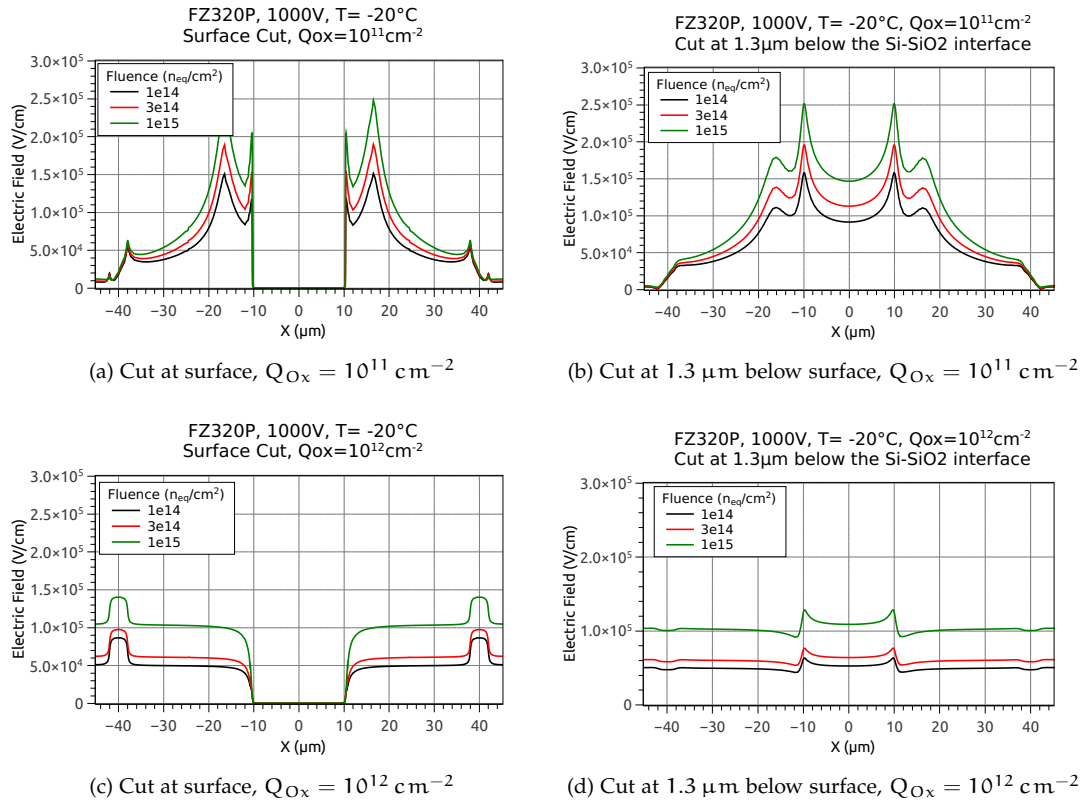 FZ320P, 1000V, T= -20°C
Surface Cut, Qox=10¹¹cm⁻²
Electric Field (V/cm)
3.0×10⁵
2.5×10⁵
2.0×10⁵
1.5×10⁵
1.0×10⁵
5.0×10⁴
0
Fluence (nₑq/cm²)
1e14
3e14
1e15
−40 −30 −20 −10 0 10 20 30 40
X (μm)
(a) Cut at surface, Q_Ox = 10¹¹ cm⁻²
FZ320P, 1000V, T= -20°C, Qox=10¹¹cm⁻²
Cut at 1.3μm below the Si-SiO2 interface
Electric Field (V/cm)
3.0×10⁵
2.5×10⁵
2.0×10⁵
1.5×10⁵
1.0×10⁵
5.0×10⁴
0
Fluence (nₑq/cm²)
1e14
3e14
1e15
−40 −30 −20 −10 0 10 20 30 40
X (μm)
(b) Cut at 1.3 μm below surface, Q_Ox = 10¹¹ cm⁻²
FZ320P, 1000V, T= -20°C
Surface Cut, Qox=10¹²cm⁻²
Electric Field (V/cm)
3.0×10⁵
2.5×10⁵
2.0×10⁵
1.5×10⁵
1.0×10⁵
5.0×10⁴
0
Fluence (nₑq/cm²)
1e14
3e14
1e15
−40 −30 −20 −10 0 10 20 30 40
X (μm)
(c) Cut at surface, Q_Ox = 10¹² cm⁻²
FZ320P, 1000V, T= -20°C, Qox=10¹²cm⁻²
Cut at 1.3μm below the Si-SiO2 interface
Electric Field (V/cm)
3.0×10⁵
2.0×10⁵
1.0×10⁵
0
Fluence (nₑq/cm²)
1e14
3e14
1e15
−40 −30 −20 −10 0 10 20 30 40
X (μm)
(d) Cut at 1.3 μm below surface, Q_Ox = 10¹² cm⁻²